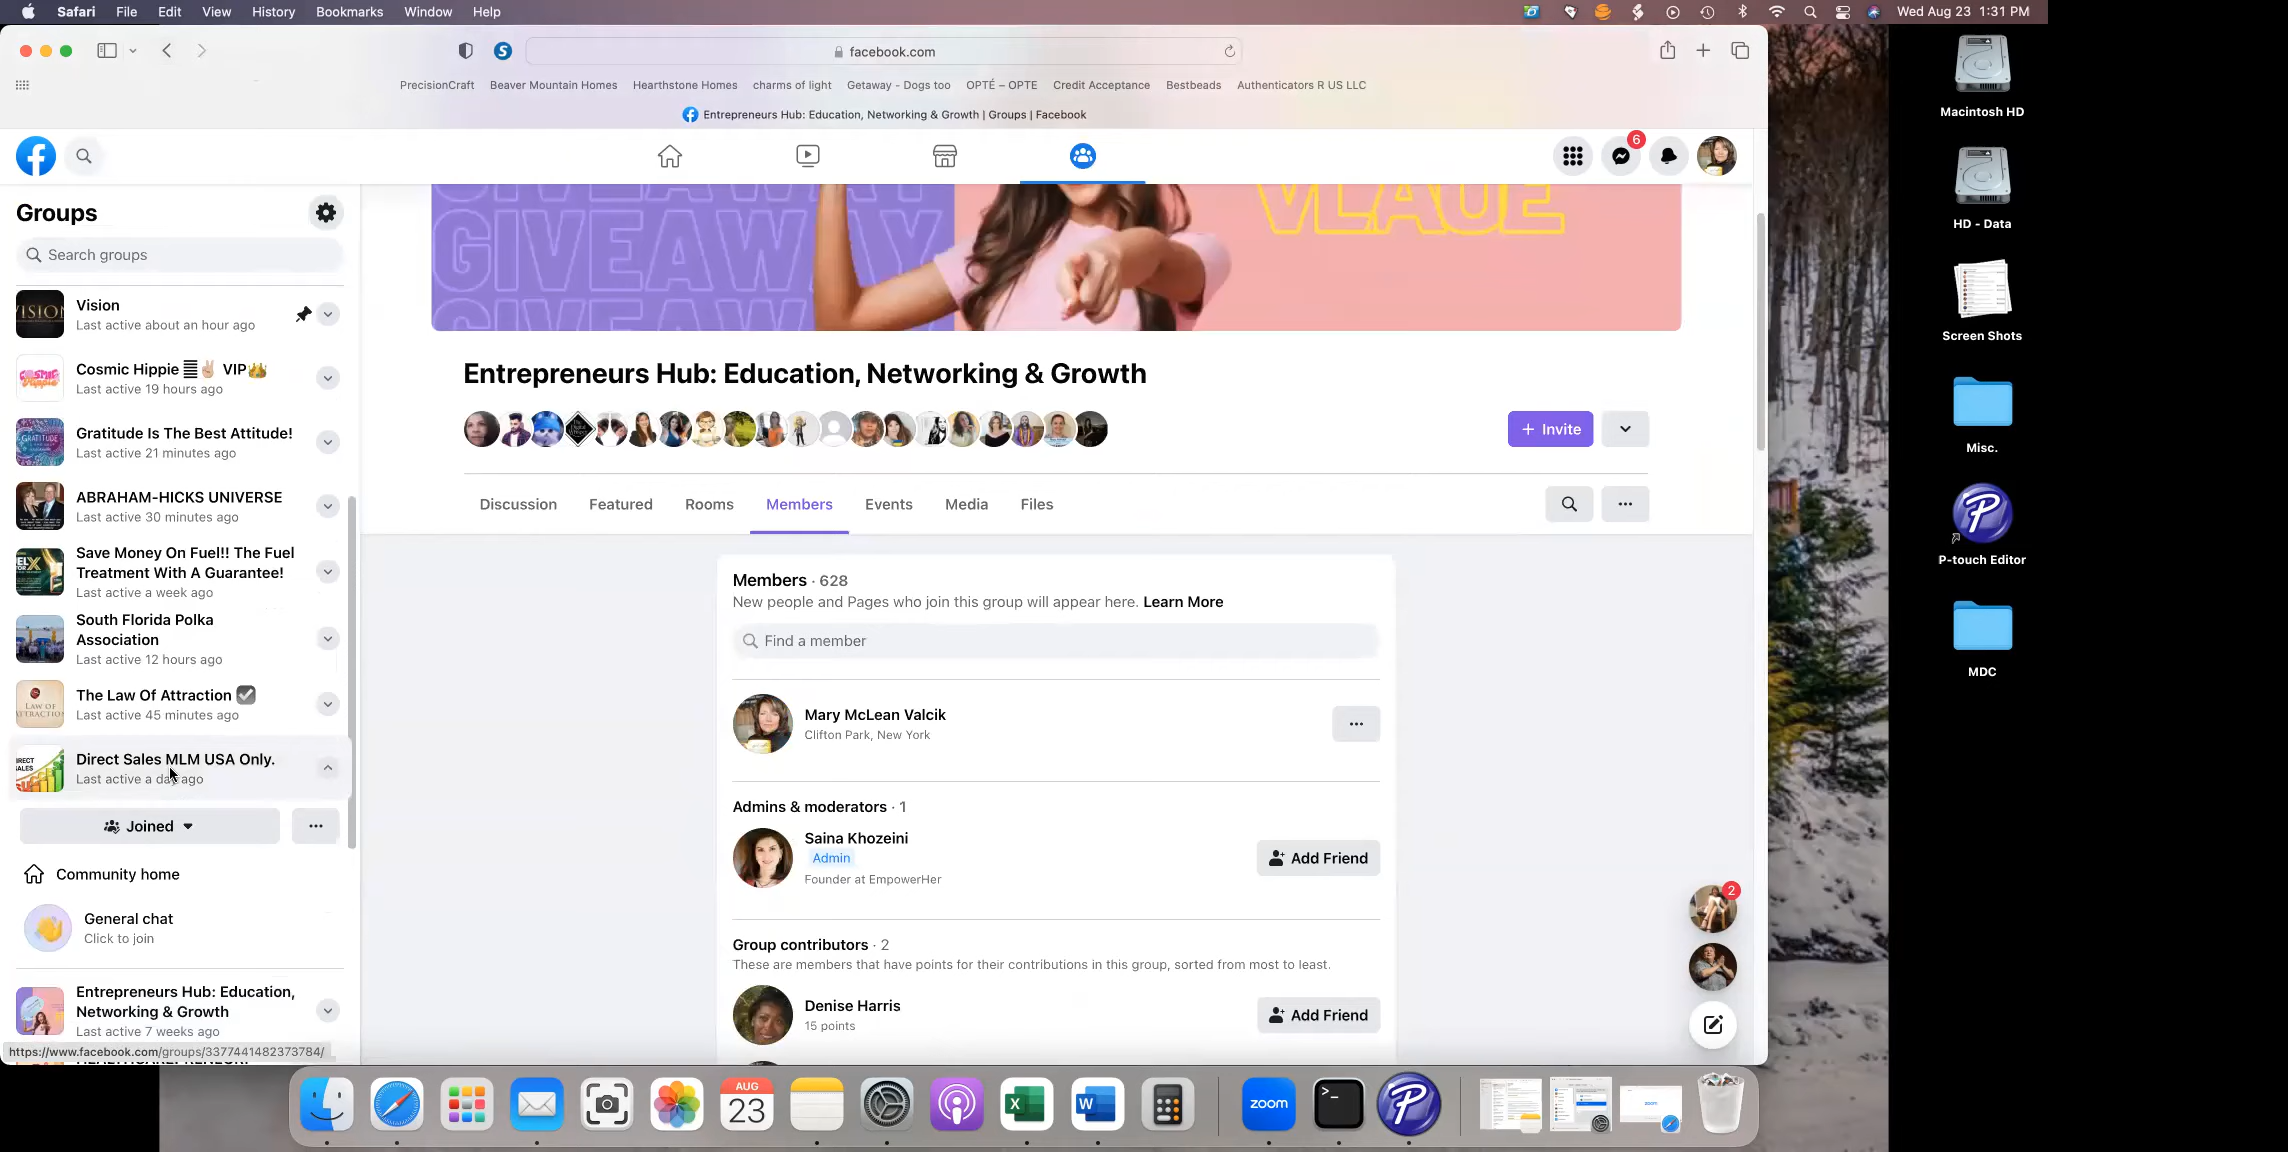 Safari File Edit View History Bookmarks Window Help
Wed Aug 23 1:31 PM
facebook.com
PrecisionCraft Beaver Mountain Homes Hearthstone Homes charms of light Getaway - Dogs too OPTÉ – OPTE Credit Acceptance Bestbeads Authenticators R US LLC
Entrepreneurs Hub: Education, Networking & Growth | Groups | Facebook
6
Groups
Search groups
VISION
Vision
Last active about an hour ago
Cosmic Hippie VIP
Last active 19 hours ago
GRATITUDE
Gratitude Is The Best Attitude!
Last active 21 minutes ago
ABRAHAM-HICKS UNIVERSE
Last active 30 minutes ago
Save Money On Fuel!! The Fuel
Treatment With A Guarantee!
Last active a week ago
South Florida Polka
Association
Last active 12 hours ago
LAW OF
The Law Of Attraction
Last active 45 minutes ago
Direct Sales MLM USA Only.
Last active a day ago
Joined
Community home
General chat
Click to join
Entrepreneurs Hub: Education,
Networking & Growth
Last active 7 weeks ago
https://www.facebook.com/groups/3377441482373784/
GIVEAWAY
GIVEAWAY
GIVEAWAY
VLAUE
Entrepreneurs Hub: Education, Networking & Growth
+ Invite
Discussion Featured Rooms Members Events Media Files
Members · 628
New people and Pages who join this group will appear here. Learn More
Find a member
Mary McLean Valcik
Clifton Park, New York
Admins & moderators · 1
Saina Khozeini
Admin
Founder at EmpowerHer
Add Friend
Group contributors · 2
These are members that have points for their contributions in this group, sorted from most to least.
Denise Harris
15 points
Add Friend
2
Macintosh HD
HD - Data
Screen Shots
Misc.
P-touch Editor
MDC
AUG
23
zoom